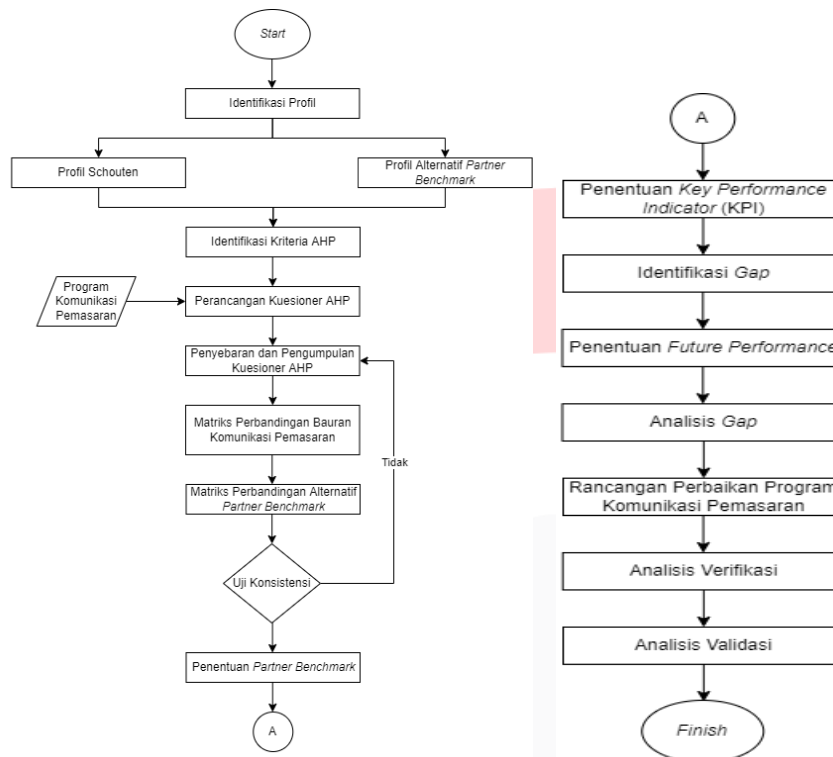 Start
Identifikasi Profil
Profil Schouten
Profil Alternatif Partner
Benchmark
Identifikasi Kriteria AHP
Program
Komunikasi
Pemasaran
Perancangan Kuesioner AHP
Penyebaran dan Pengumpulan
Kuesioner AHP
Matriks Perbandingan Bauran
Komunikasi Pemasaran
Tidak
Matriks Perbandingan Alternatif
Partner Benchmark
Uji Konsistensi
Penentuan Partner Benchmark
A
A
Penentuan Key Performance
Indicator (KPI)
Identifikasi Gap
Penentuan Future Performance
Analisis Gap
Rancangan Perbaikan Program
Komunikasi Pemasaran
Analisis Verifikasi
Analisis Validasi
Finish